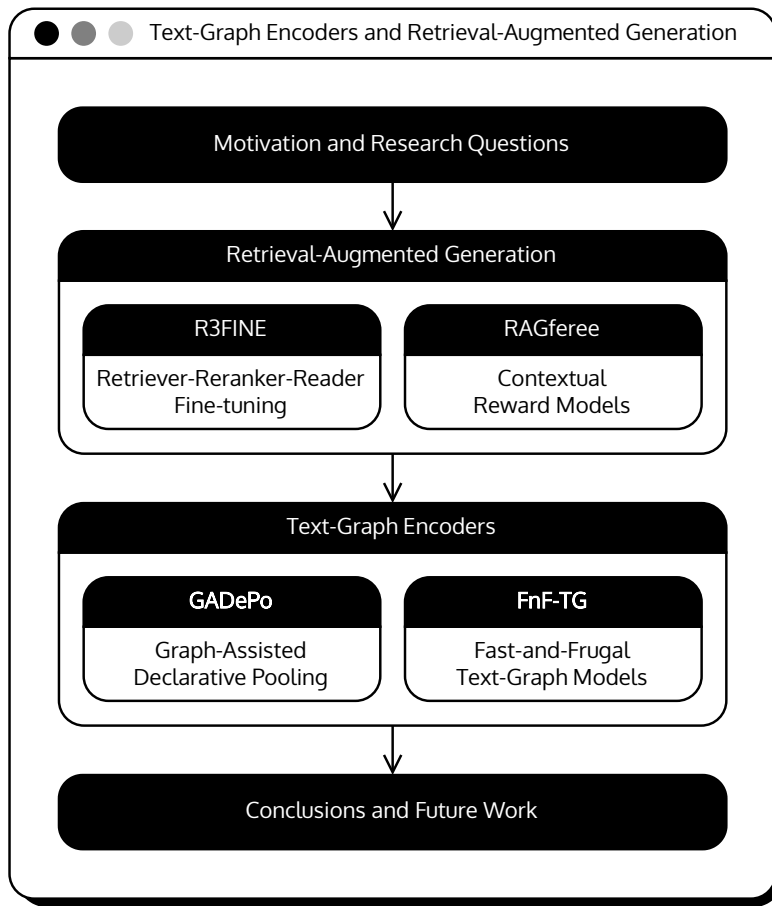 Text-Graph Encoders and Retrieval-Augmented Generation
Motivation and Research Questions
Retrieval-Augmented Generation
R3FINE
Retriever-Reranker-Reader
Fine-tuning
RAGferee
Contextual
Reward Models
Text-Graph Encoders
GADePo
Graph-Assisted
Declarative Pooling
FnF-TG
Fast-and-Frugal
Text-Graph Models
Conclusions and Future Work